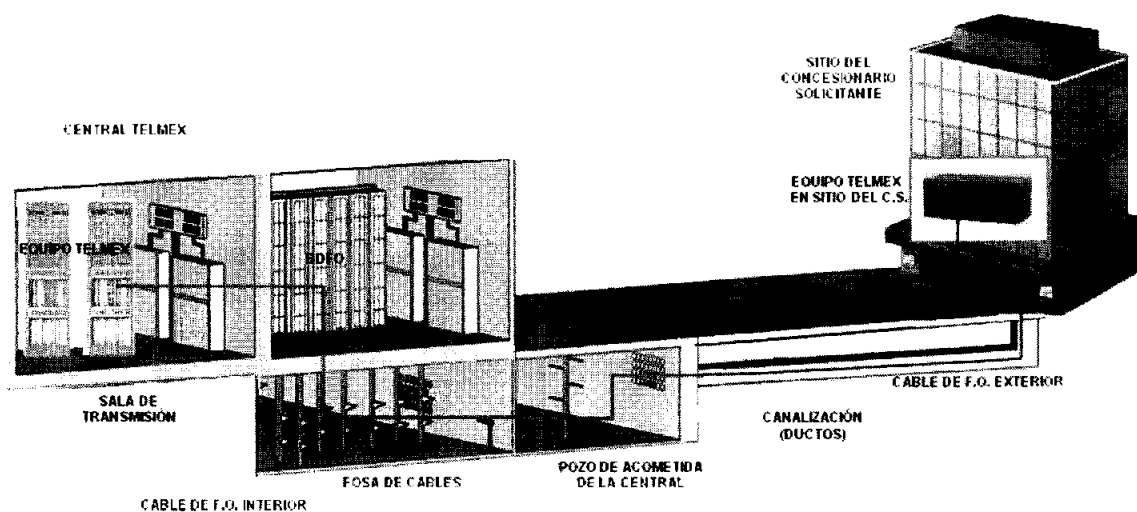 SITIO DEL
CONCESIONARIO
SOLICITANTE
CENTRAL TELMEX
EQUIPO TELMEX
EN SITIO DEL C.S.
EQUIPO TELMEX
BDFO
CABLE DE F.O. EXTERIOR
SALA DE
TRANSMISIÓN
CANALIZACIÓN
(DUCTOS)
POZO DE ACOMETIDA
DE LA CENTRAL
FOSA DE CABLES
CABLE DE F.O. INTERIOR